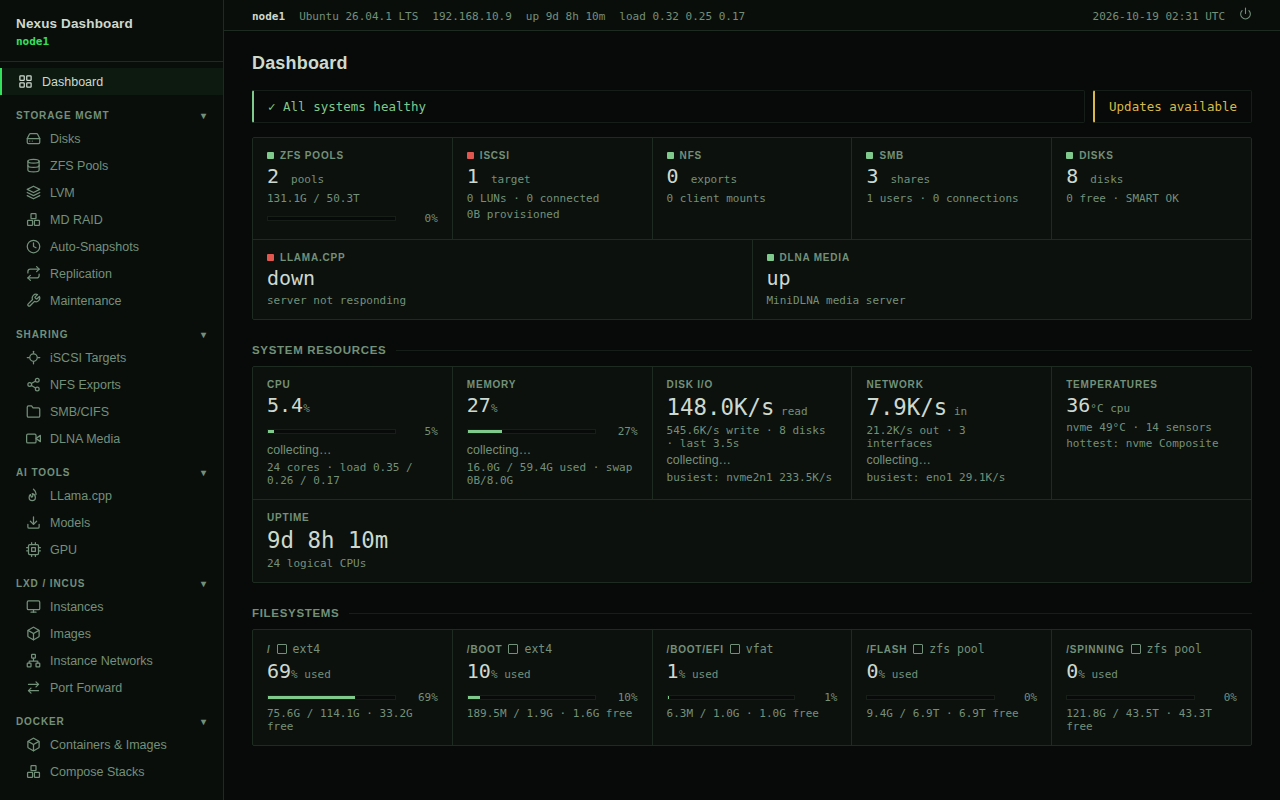 Nexus Dashboard
node1
Dashboard
STORAGE MGMT ▾
Disks
ZFS Pools
LVM
MD RAID
Auto-Snapshots
Replication
Maintenance
SHARING ▾
iSCSI Targets
NFS Exports
SMB/CIFS
DLNA Media
AI TOOLS ▾
LLama.cpp
Models
GPU
LXD / INCUS ▾
Instances
Images
Instance Networks
Port Forward
DOCKER ▾
Containers & Images
Compose Stacks
node1 Ubuntu 26.04.1 LTS 192.168.10.9 up 9d 8h 10m load 0.32 0.25 0.17
2026-10-19 02:31 UTC
Dashboard
✓ All systems healthy
Updates available
ZFS POOLS
2 pools
131.1G / 50.3T
0%
ISCSI
1 target
0 LUNs · 0 connected
0B provisioned
NFS
0 exports
0 client mounts
SMB
3 shares
1 users · 0 connections
DISKS
8 disks
0 free · SMART OK
LLAMA.CPP
down
server not responding
DLNA MEDIA
up
MiniDLNA media server
SYSTEM RESOURCES
CPU
5.4%
5%
collecting…
24 cores · load 0.35 /
0.26 / 0.17
MEMORY
27%
27%
collecting…
16.0G / 59.4G used · swap
0B/8.0G
DISK I/O
148.0K/s read
545.6K/s write · 8 disks
· last 3.5s
collecting…
busiest: nvme2n1 233.5K/s
NETWORK
7.9K/s in
21.2K/s out · 3
interfaces
collecting…
busiest: eno1 29.1K/s
TEMPERATURES
36°C cpu
nvme 49°C · 14 sensors
hottest: nvme Composite
UPTIME
9d 8h 10m
24 logical CPUs
FILESYSTEMS
/ ext4
69% used
69%
75.6G / 114.1G · 33.2G
free
/BOOT ext4
10% used
10%
189.5M / 1.9G · 1.6G free
/BOOT/EFI vfat
1% used
1%
6.3M / 1.0G · 1.0G free
/FLASH zfs pool
0% used
0%
9.4G / 6.9T · 6.9T free
/SPINNING zfs pool
0% used
0%
121.8G / 43.5T · 43.3T
free